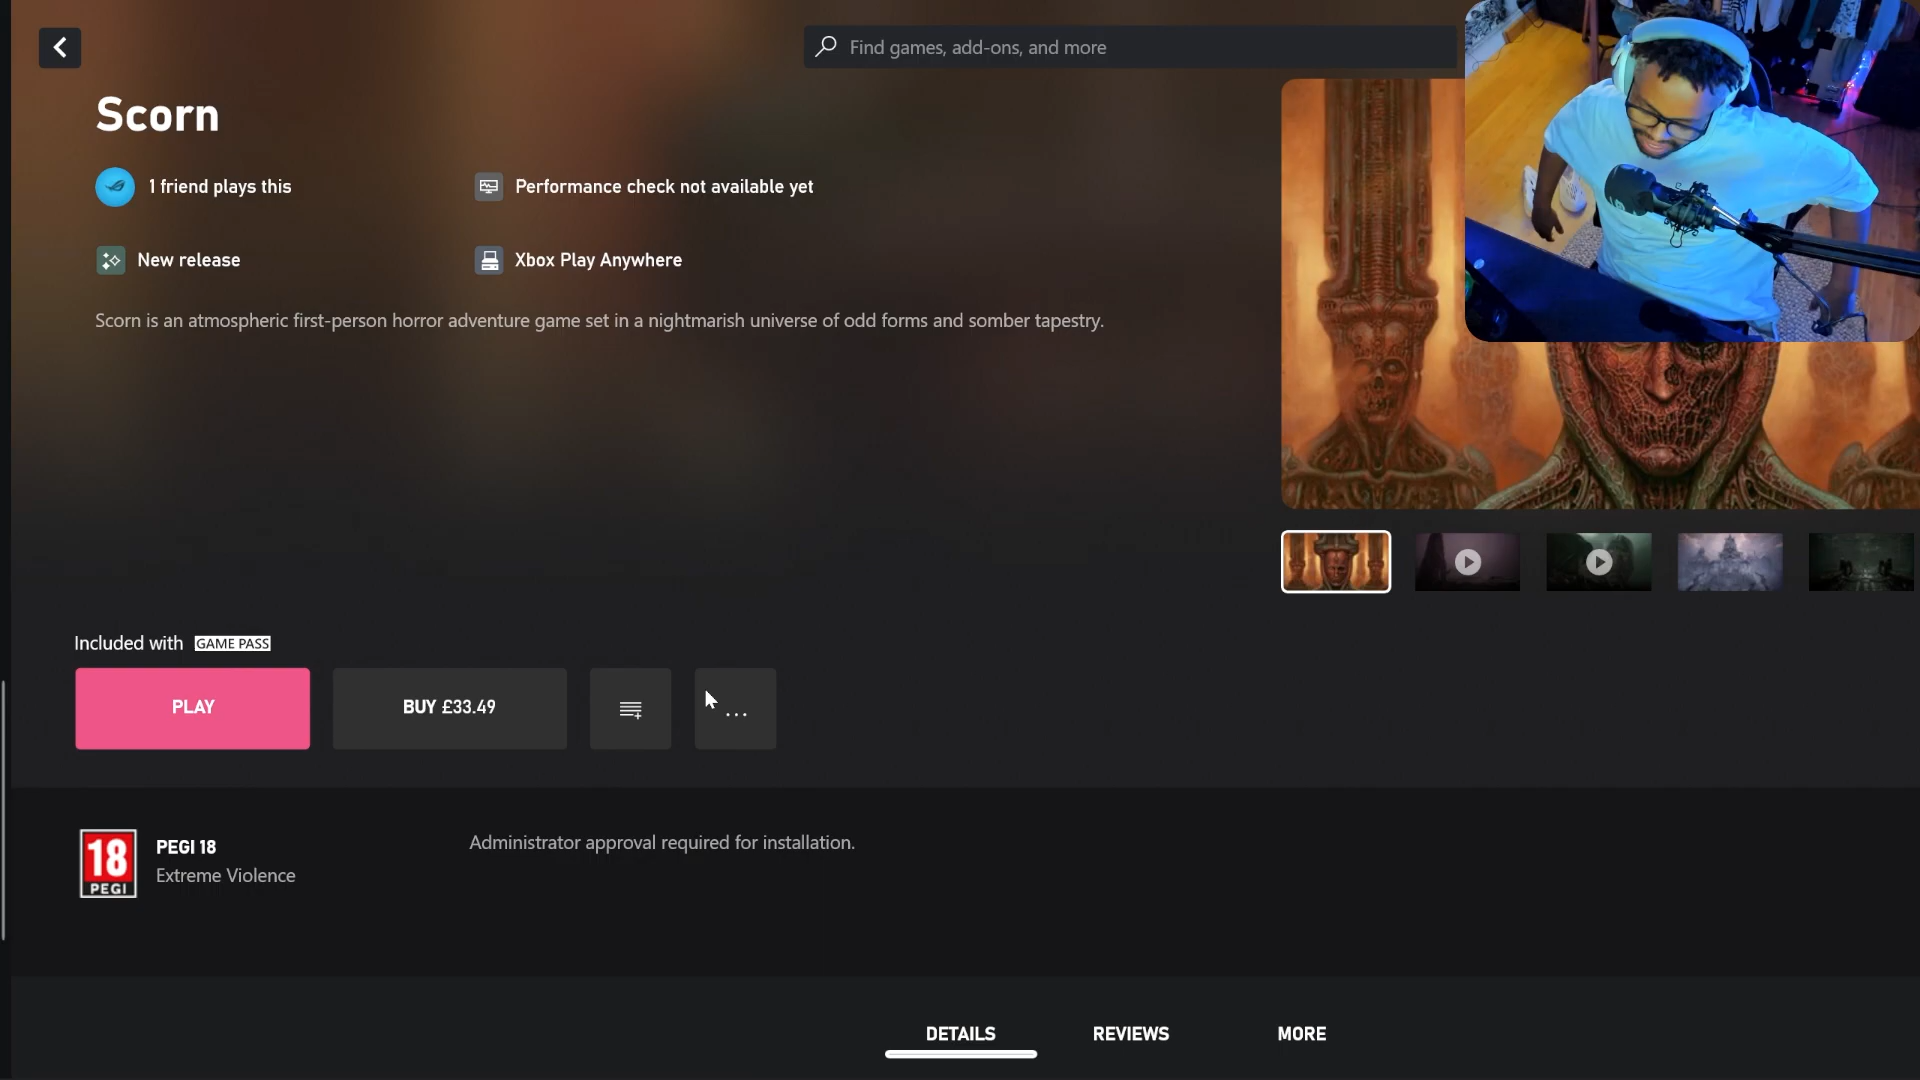 Find games, add-ons, and more
Scorn
1 friend plays this
Performance check not available yet
New release
Xbox Play Anywhere
Scorn is an atmospheric first-person horror adventure game set in a nightmarish universe of odd forms and somber tapestry.
Included with GAME PASS
PLAY
BUY £33.49
...
18
PEGI
PEGI 18
Extreme Violence
Administrator approval required for installation.
DETAILS
REVIEWS
MORE